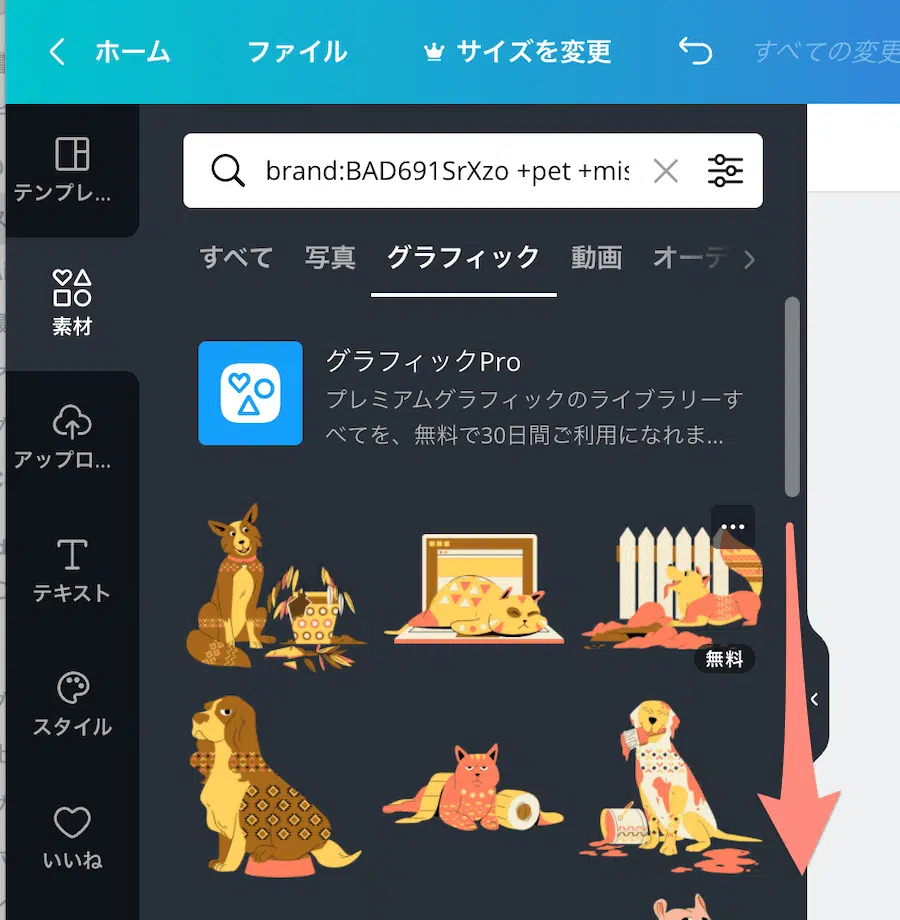 ホーム ファイル サイズを変更 すべての変更
テンプレ...
brand:BAD691SrXzo +pet +mis
すべて 写真 グラフィック 動画 オーデ
素材
グラフィックPro
プレミアムグラフィックのライブラリーす
べてを、無料で30日間ご利用になれま...
アップロ...
テキスト
無料
スタイル
いいね